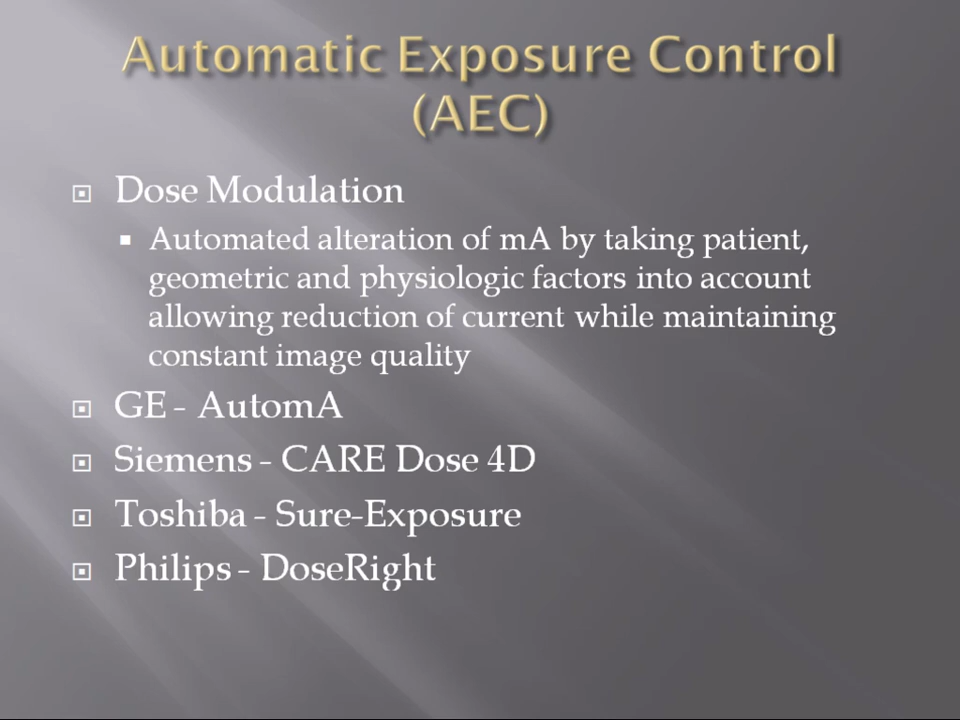 Automatic Exposure Control
(AEC)
Dose Modulation
Automated alteration of mA by taking patient,
geometric and physiologic factors into account
allowing reduction of current while maintaining
constant image quality
GE - AutomA
Siemens - CARE Dose 4D
Toshiba - Sure-Exposure
Philips - DoseRight